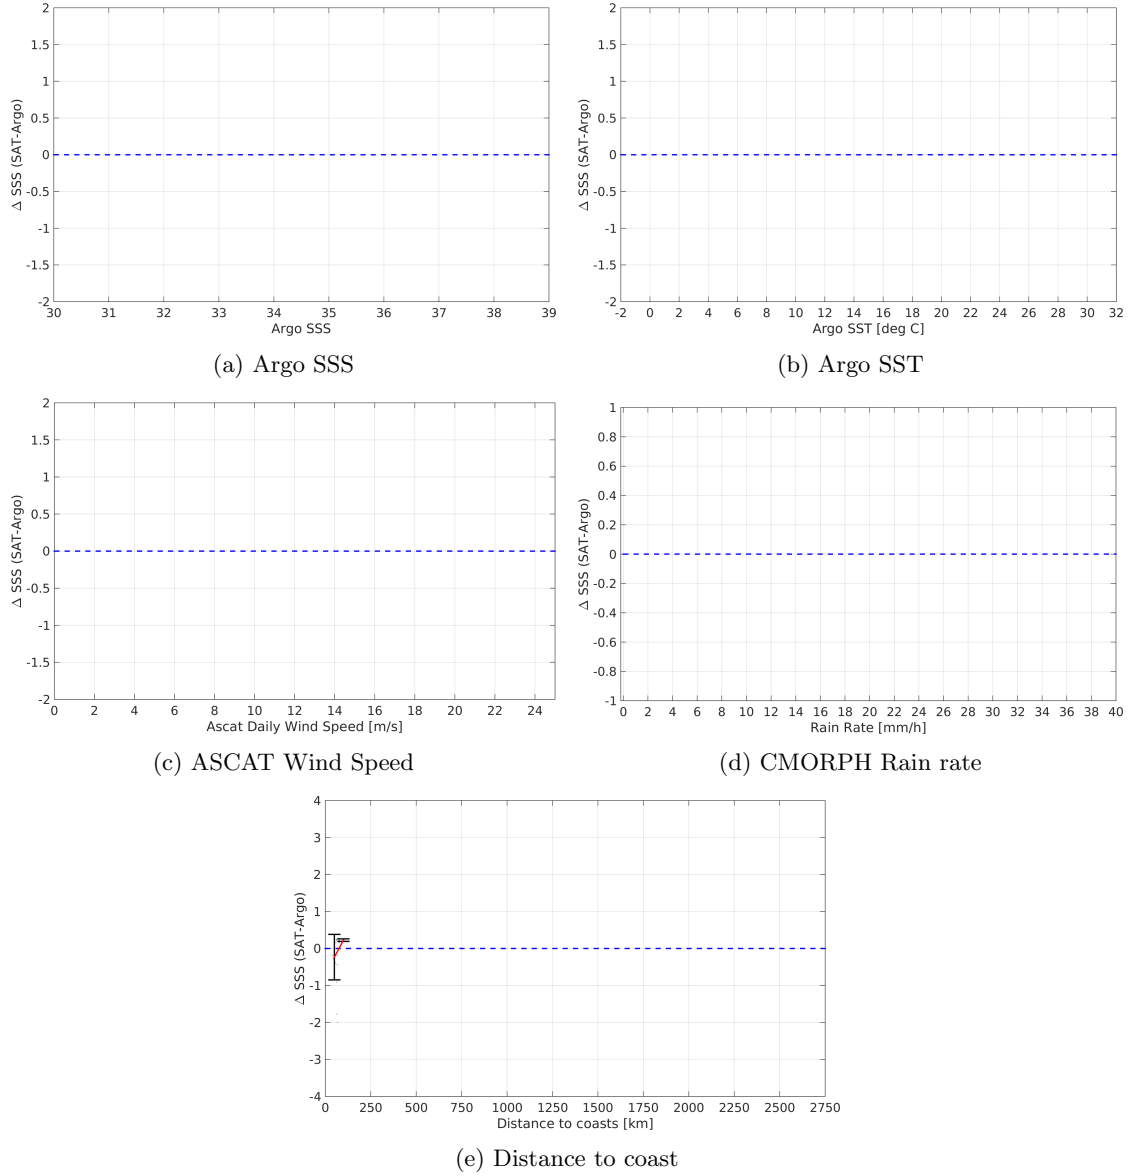 2
1.5
1
0.5
0
-0.5
-1
-1.5
-2
Δ SSS (SAT-Argo)
30 31 32 33 34 35 36 37 38 39
Argo SSS
(a) Argo SSS
2
1.5
1
0.5
0
-0.5
-1
-1.5
-2
Δ SSS (SAT-Argo)
-2 0 2 4 6 8 10 12 14 16 18 20 22 24 26 28 30 32
Argo SST [deg C]
(b) Argo SST
2
1.5
1
0.5
0
-0.5
-1
-1.5
-2
Δ SSS (SAT-Argo)
0 2 4 6 8 10 12 14 16 18 20 22 24
Ascat Daily Wind Speed [m/s]
(c) ASCAT Wind Speed
1
0.8
0.6
0.4
0.2
0
-0.2
-0.4
-0.6
-0.8
-1
Δ SSS (SAT-Argo)
0 2 4 6 8 10 12 14 16 18 20 22 24 26 28 30 32 34 36 38 40
Rain Rate [mm/h]
(d) CMORPH Rain rate
4
3
2
1
0
-1
-2
-3
-4
Δ SSS (SAT-Argo)
0 250 500 750 1000 1250 1500 1750 2000 2250 2500 2750
Distance to coasts [km]
(e) Distance to coast